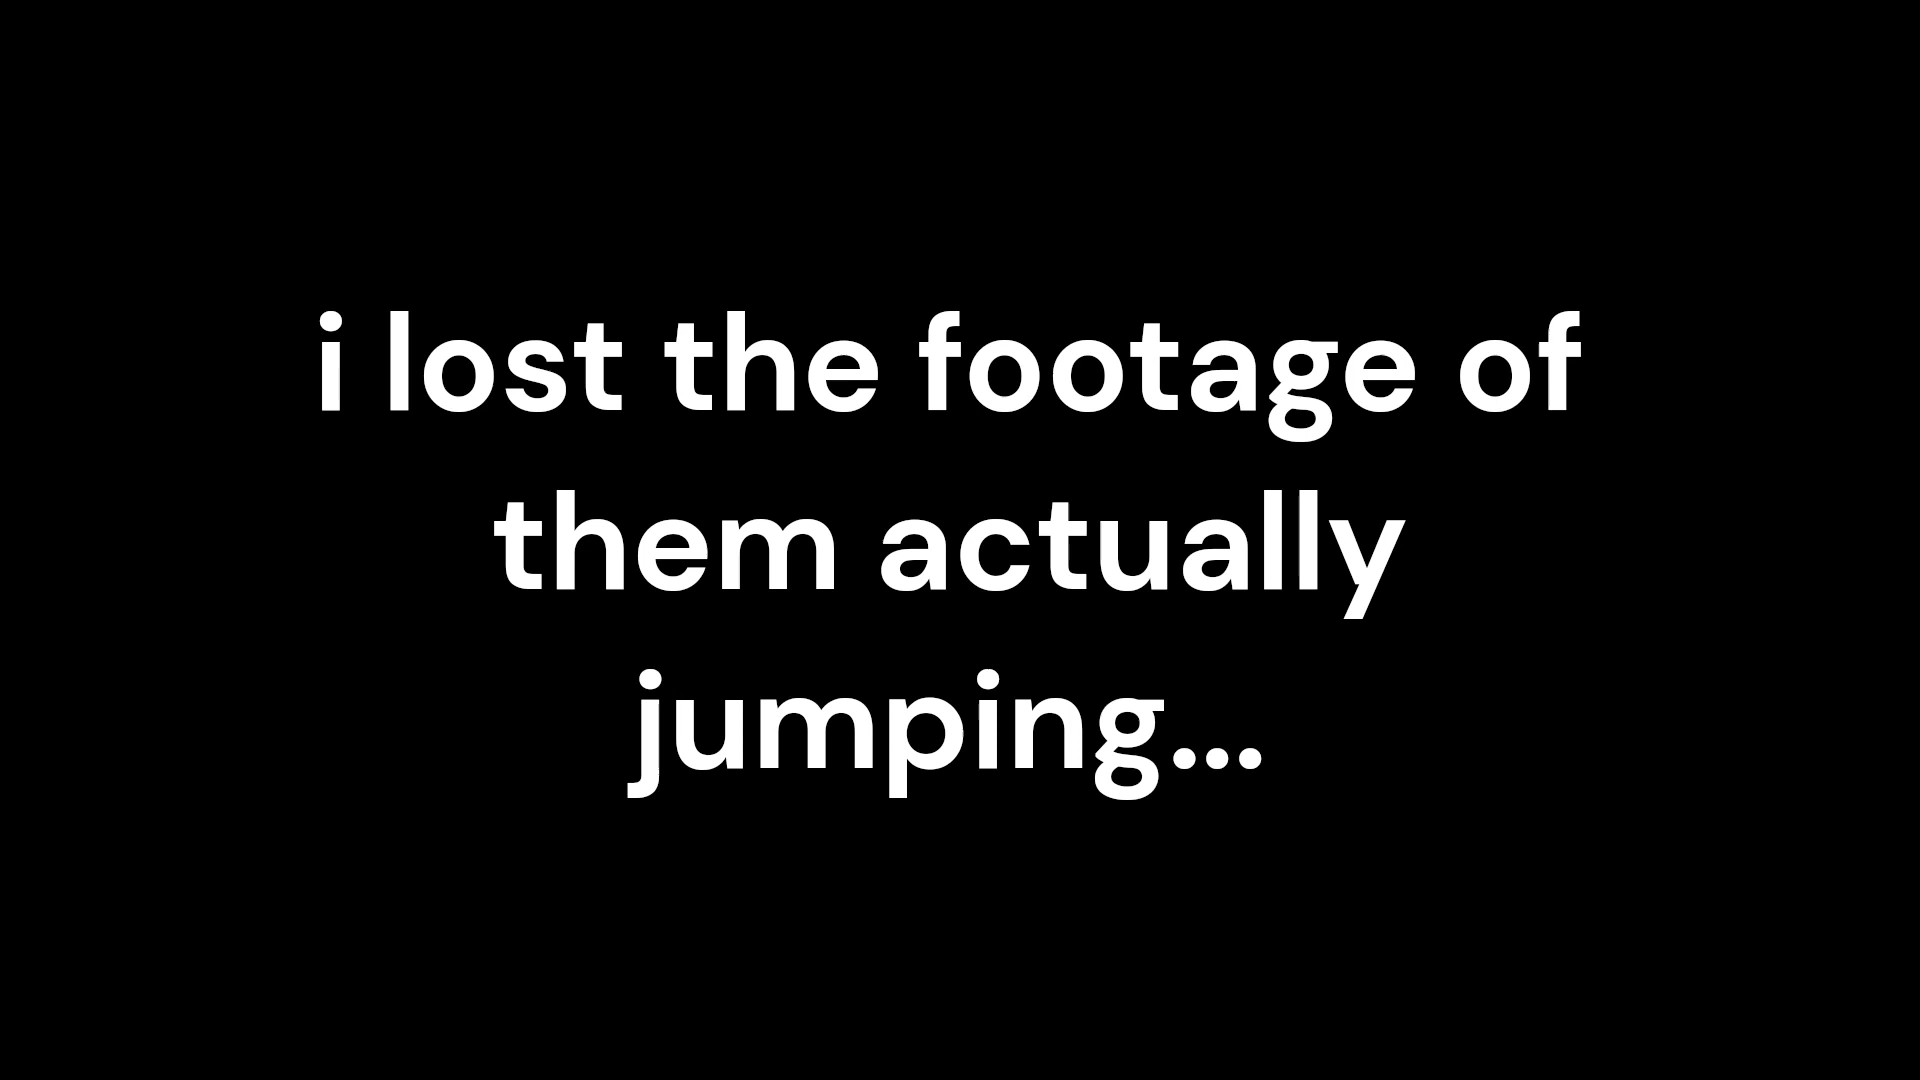 i lost the footage of
them actually
jumping...